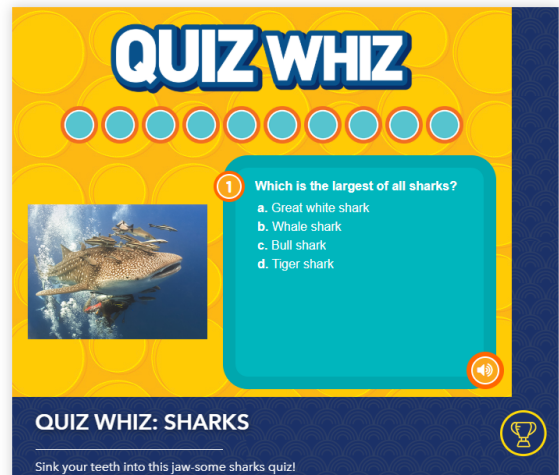 QUIZ WHIZ
1
Which is the largest of all sharks?
a. Great white shark
b. Whale shark
c. Bull shark
d. Tiger shark
QUIZ WHIZ: SHARKS
Sink your teeth into this jaw-some sharks quiz!